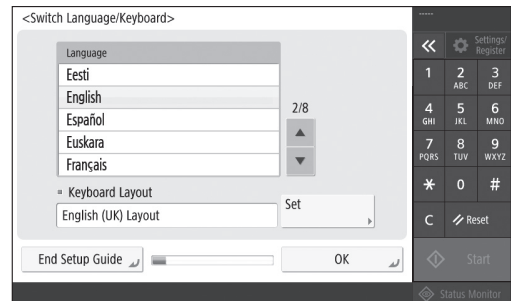 <Switch Language/Keyboard>
Language
Eesti
English
Español
Euskara
Français
2/8
Keyboard Layout
English (UK) Layout
Set
End Setup Guide
OK
-----
Settings/
Register
1
2
ABC
3
DEF
4
GHI
5
JKL
6
MNO
7
PQRS
8
TUV
9
WXYZ
*
0
#
C
Reset
Start
Status Monitor